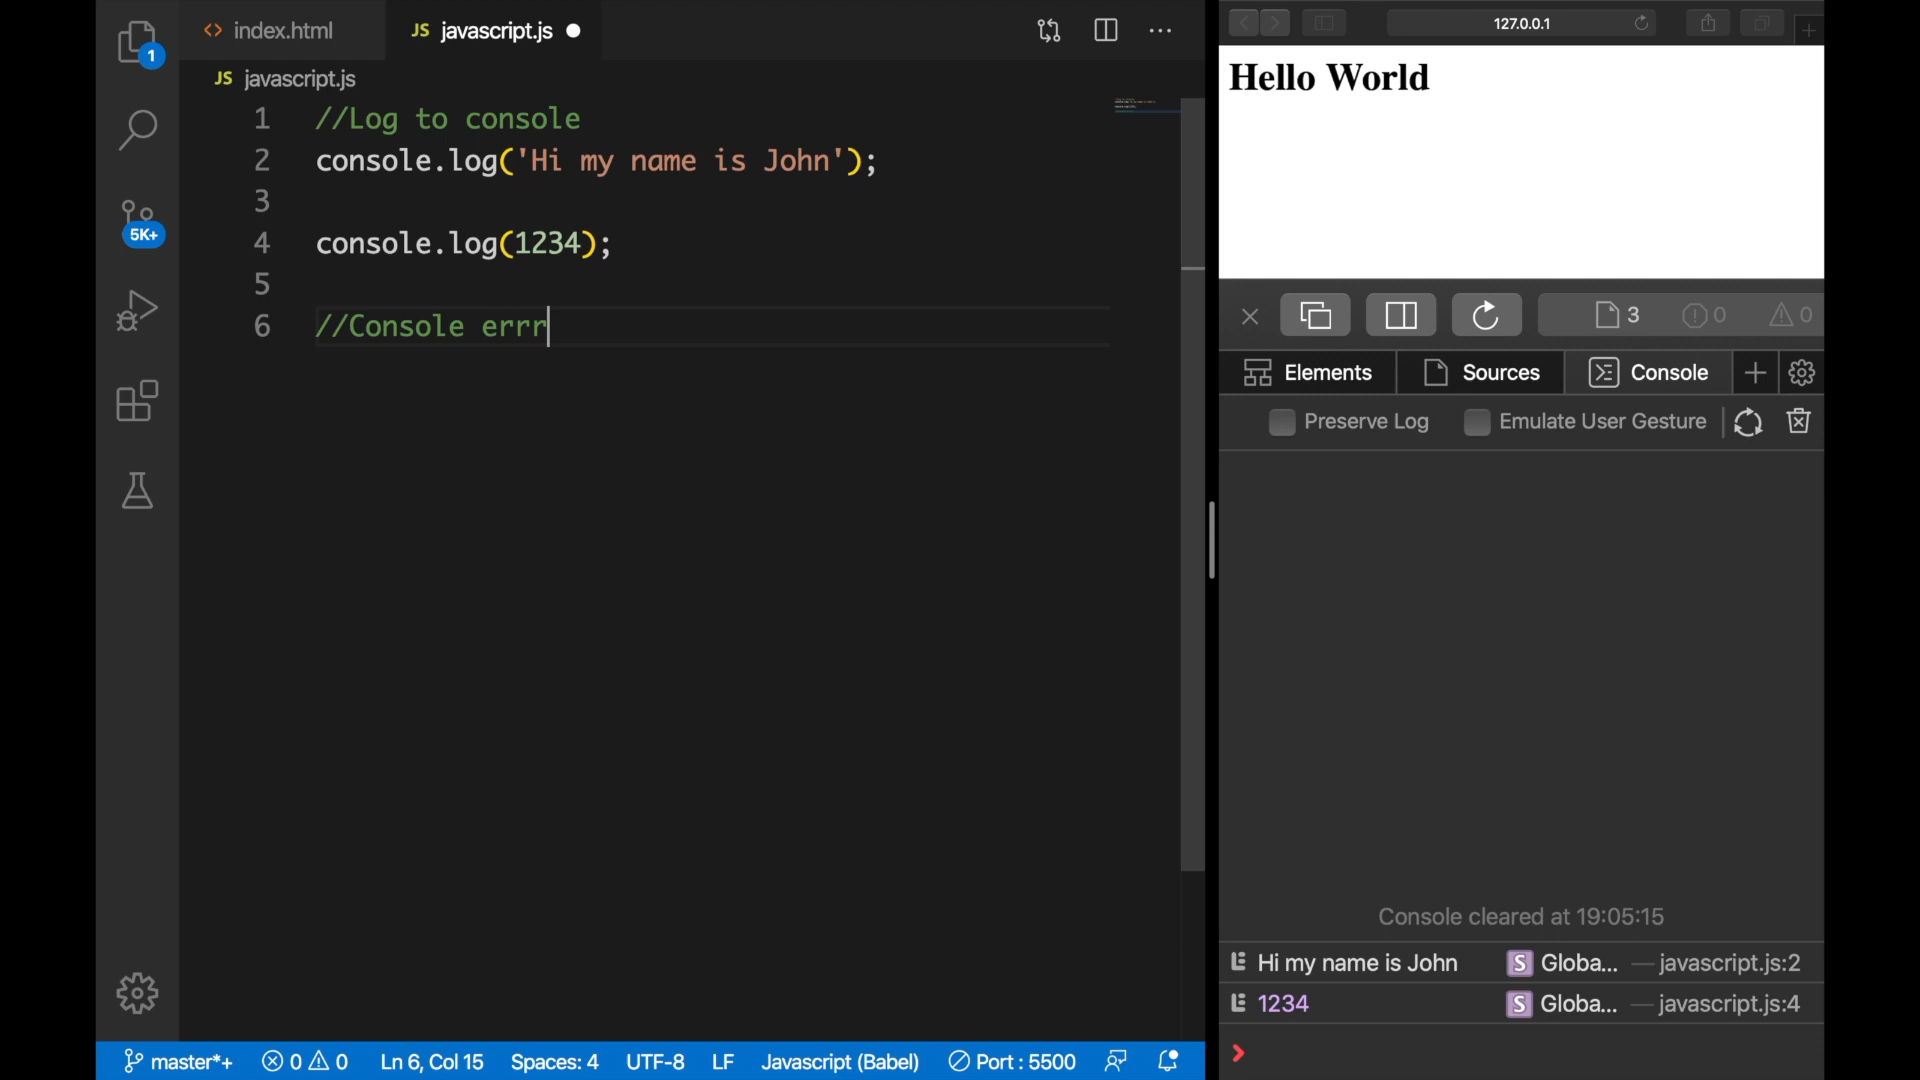 index.html
JS javascript.js
JS javascript.js
1 //Log to console
2 console.log('Hi my name is John');
3
4 console.log(1234);
5
6 //Console errr
1
5K+
master*+ 0 0 Ln 6, Col 15 Spaces: 4 UTF-8 LF Javascript (Babel) Port : 5500
127.0.0.1
Hello World
3 0 0
Elements Sources Console
Preserve Log Emulate User Gesture
Console cleared at 19:05:15
Hi my name is John S Globa... — javascript.js:2
1234 S Globa... — javascript.js:4